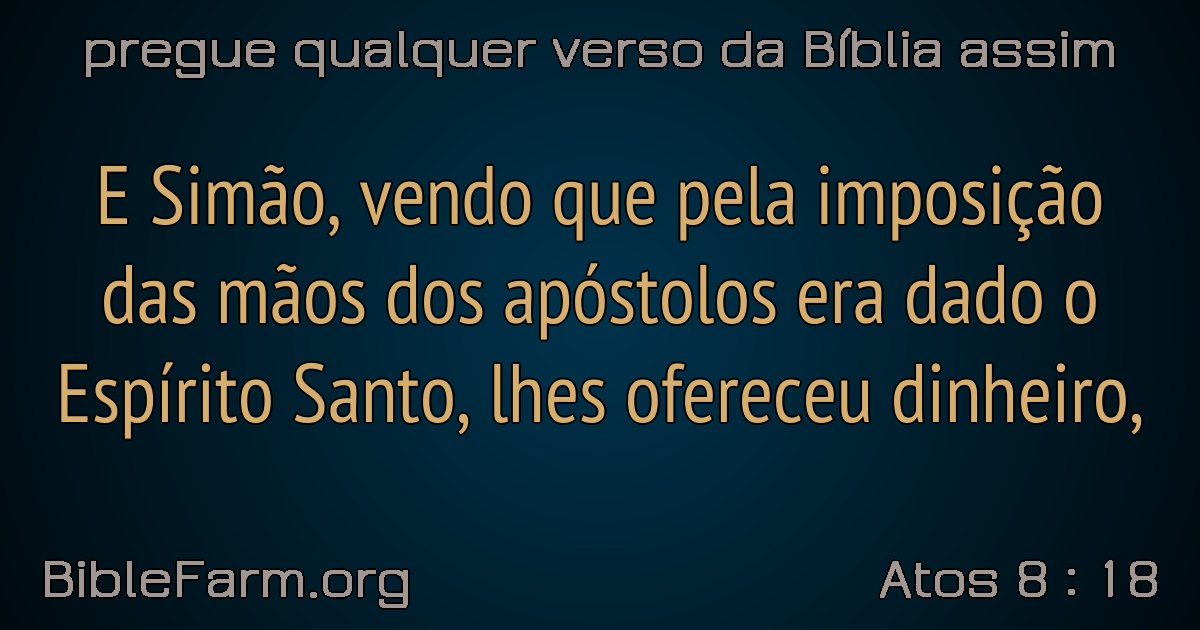 pregue qualquer verso da Bíblia assim
E Simão, vendo que pela imposição
das mãos dos apóstolos era dado o
Espírito Santo, lhes ofereceu dinheiro,
BibleFarm.org
Atos 8 : 18